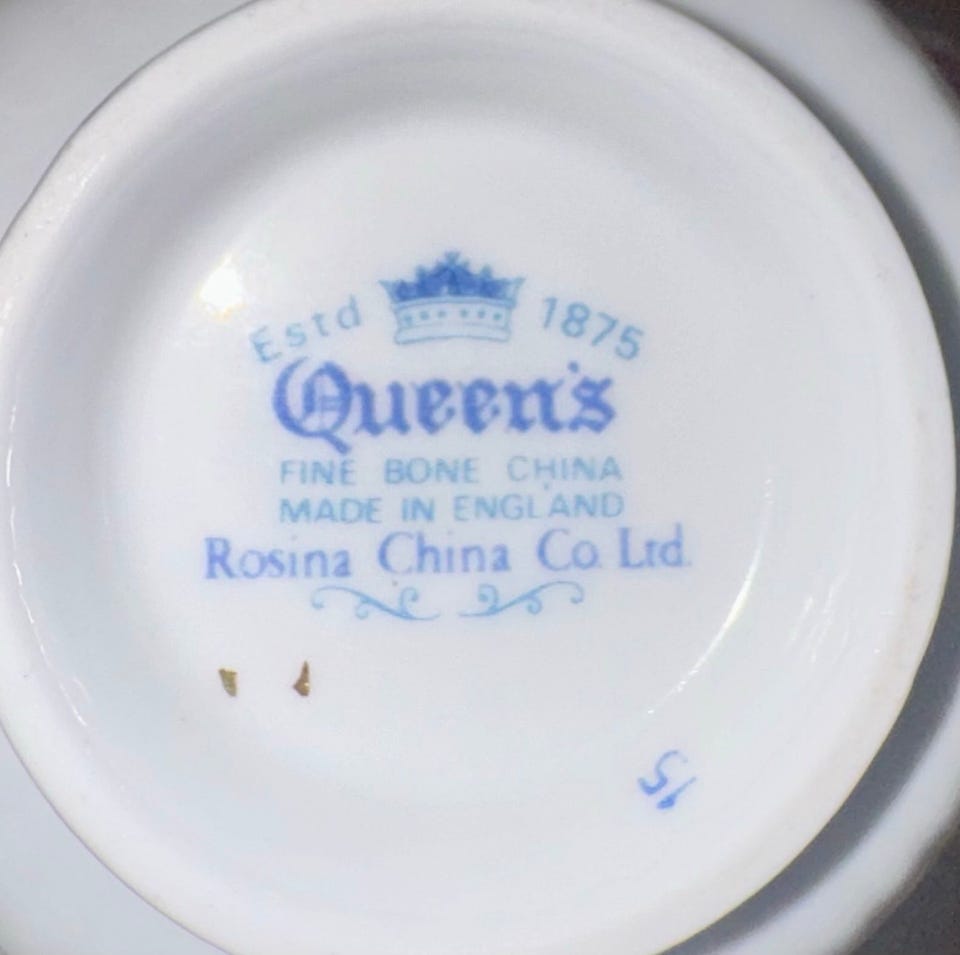 Estd 1875
Queen's
FINE BONE CHINA
MADE IN ENGLAND
Rosina China Co. Ltd.